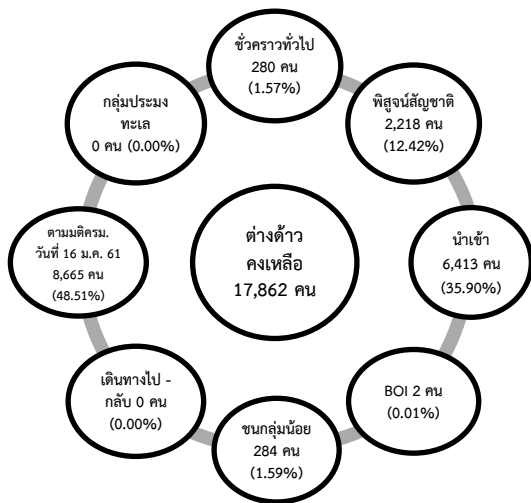 ชั่วคราวทั่วไป
280 คน
(1.57%)
พิสูจน์สัญชาติ
2,218 คน
(12.42%)
นำเข้า
6,413 คน
(35.90%)
BOI 2 คน
(0.01%)
ชนกลุ่มน้อย
284 คน
(1.59%)
เดินทางไป -
กลับ 0 คน
(0.00%)
ตามมติครม.
วันที่ 16 ม.ค. 61
8,665 คน
(48.51%)
กลุ่มประมง
ทะเล
0 คน (0.00%)
ต่างด้าว
คงเหลือ
17,862 คน